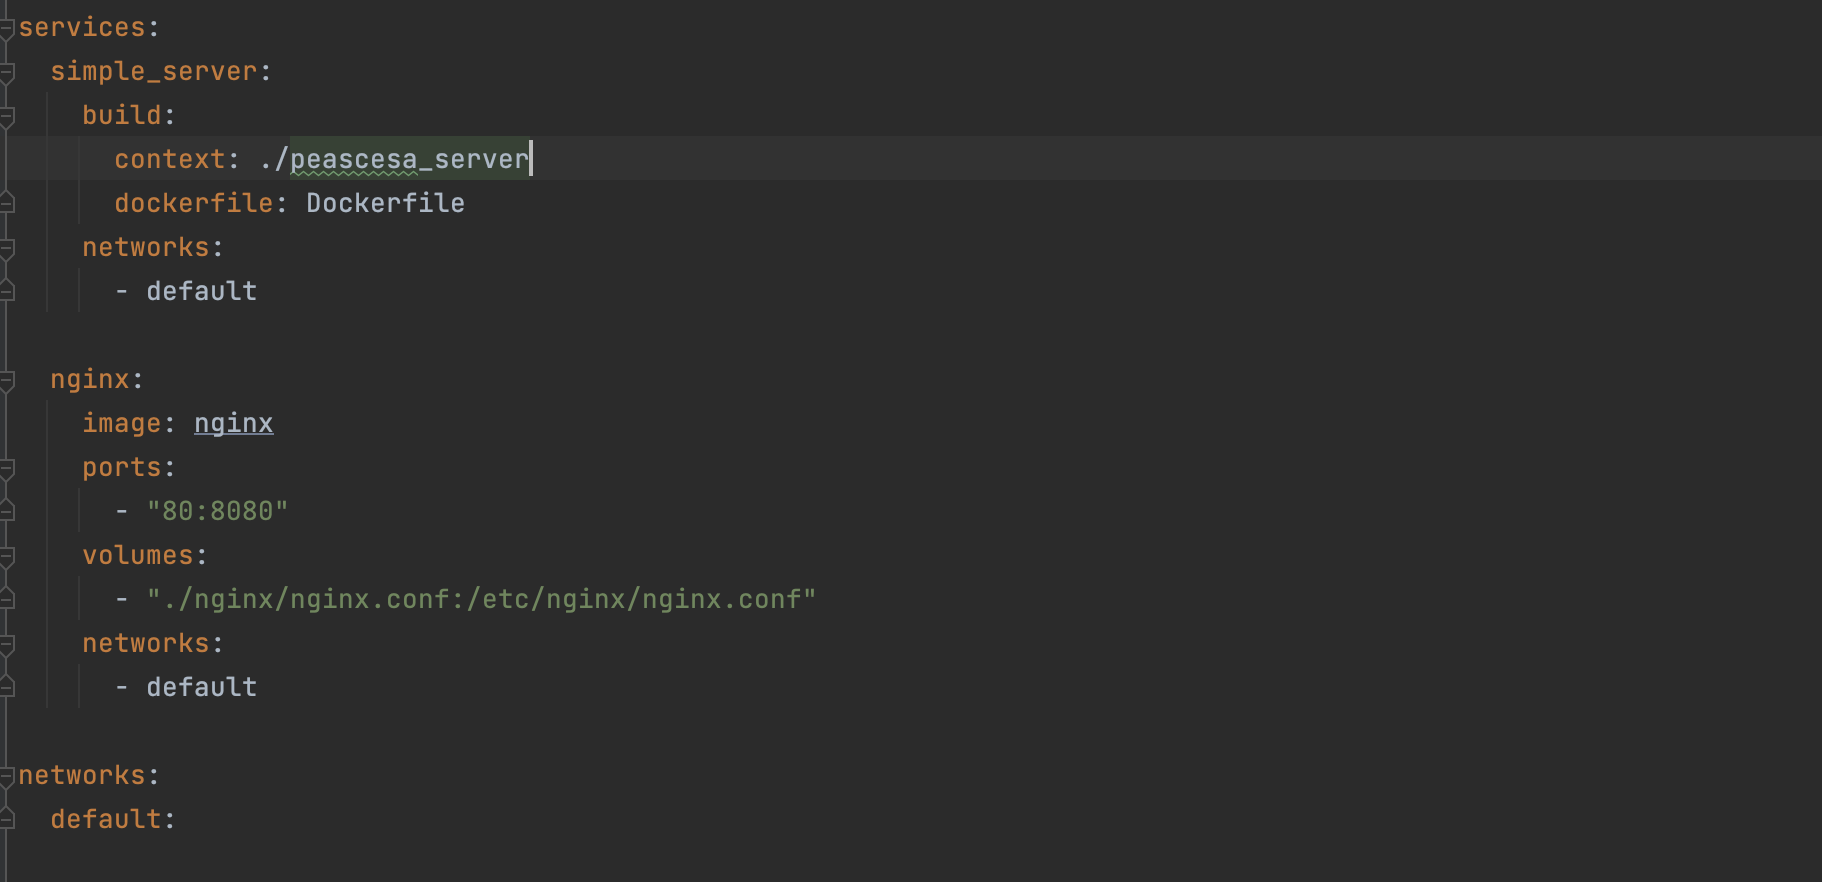 services:
  simple_server:
    build:
      context: ./peascesa_server
      dockerfile: Dockerfile
    networks:
      - default

  nginx:
    image: nginx
    ports:
      - "80:8080"
    volumes:
      - "./nginx/nginx.conf:/etc/nginx/nginx.conf"
    networks:
      - default

networks:
  default: